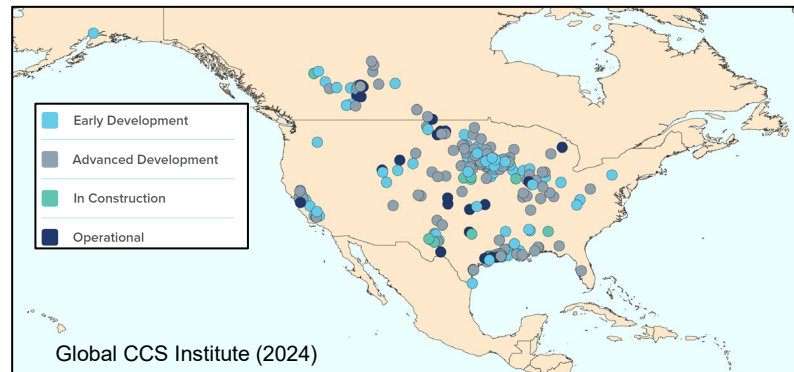 Early Development
Advanced Development
In Construction
Operational
Global CCS Institute (2024)